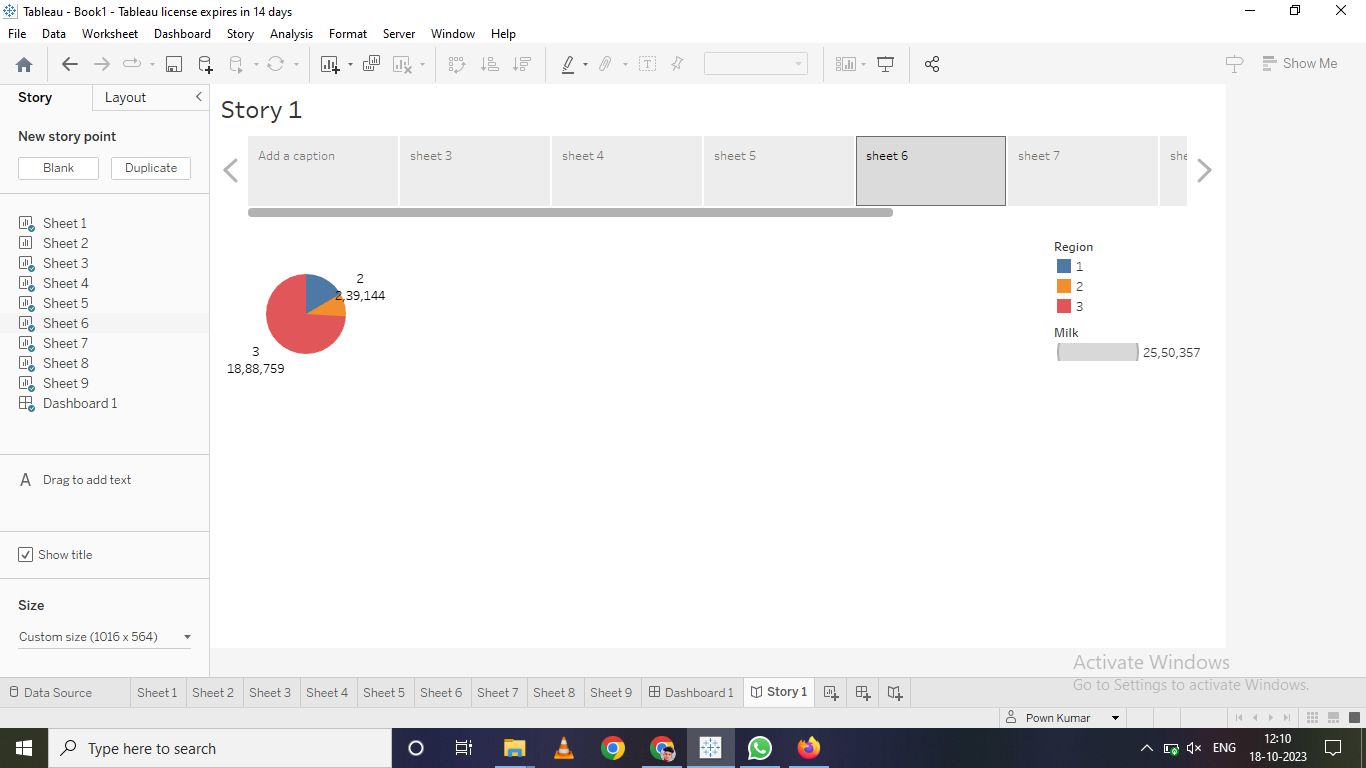 Tableau - Book1 - Tableau license expires in 14 days
File Data Worksheet Dashboard Story Analysis Format Server Window Help
Show Me
Story Layout
New story point
Blank Duplicate
Sheet 1
Sheet 2
Sheet 3
Sheet 4
Sheet 5
Sheet 6
Sheet 7
Sheet 8
Sheet 9
Dashboard 1
A Drag to add text
Show title
Size
Custom size (1016 x 564)
Story 1
Add a caption sheet 3 sheet 4 sheet 5 sheet 6 sheet 7 she
2
2,39,144
3
18,88,759
Region
1
2
3
Milk
25,50,357
Activate Windows
Go to Settings to activate Windows.
Data Source Sheet 1 Sheet 2 Sheet 3 Sheet 4 Sheet 5 Sheet 6 Sheet 7 Sheet 8 Sheet 9 Dashboard 1 Story 1
Pown Kumar
Type here to search
ENG
12:10
18-10-2023